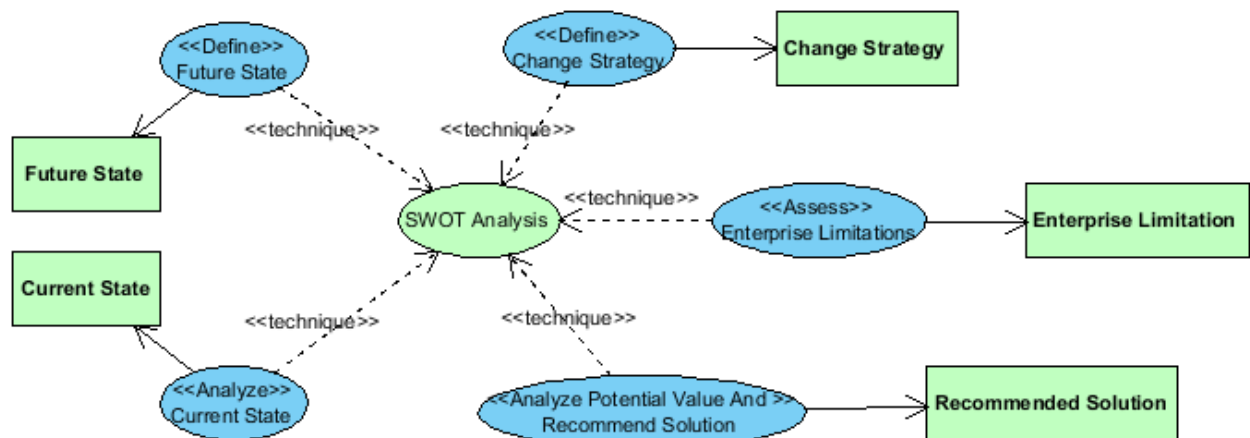 <<Define>>
Future State
<<Define>>
Change Strategy
Change Strategy
<<technique>>
<<technique>>
Future State
SWOT Analysis
<<technique>>
<<Assess>>
Enterprise Limitations
Enterprise Limitation
Current State
<<technique>>
<<technique>>
<<Analyze>>
Current State
<<Analyze Potential Value And >>
Recommend Solution
Recommended Solution